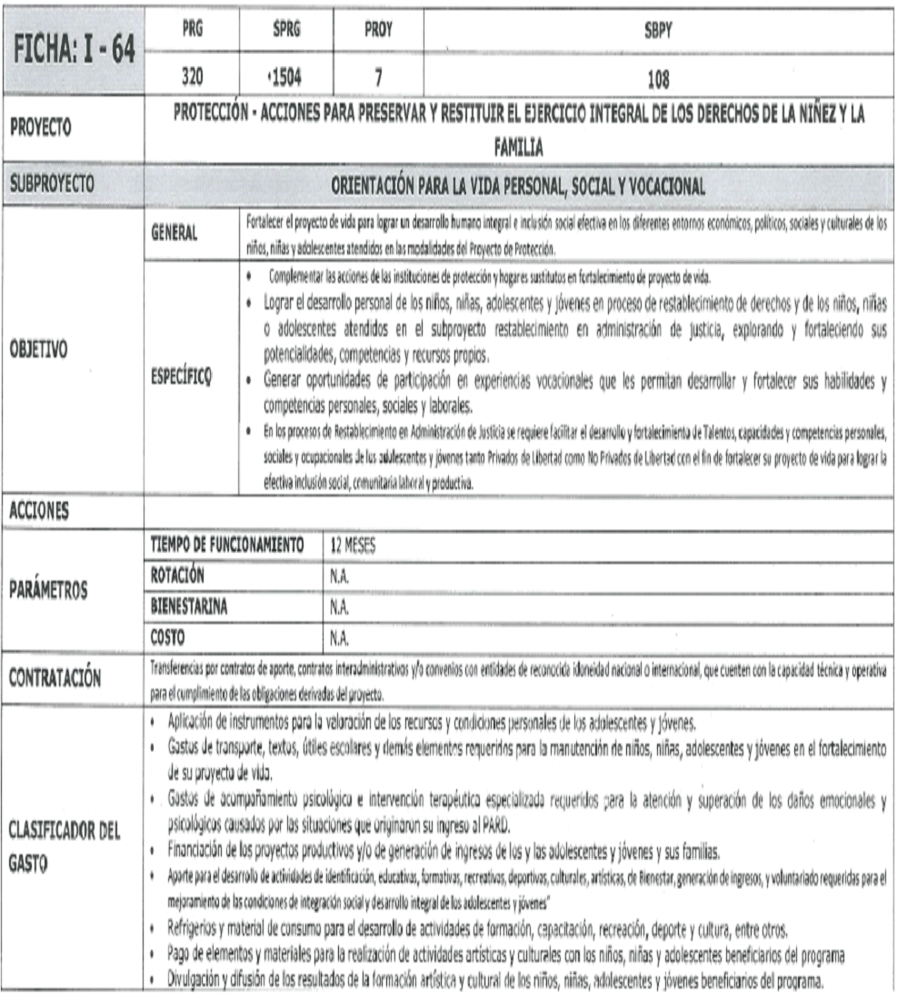 FICHA: I - 64
PRG SPRG PROY SBPY
320 1504 7 108
PROYECTO
PROTECCIÓN - ACCIONES PARA PRESERVAR Y RESTITUIR EL EJERCICIO INTEGRAL DE LOS DERECHOS DE LA NIÑEZ Y LA
FAMILIA
SUBPROYECTO
ORIENTACIÓN PARA LA VIDA PERSONAL, SOCIAL Y VOCACIONAL
OBJETIVO
GENERAL
Fortalecer el proyecto de vida para lograr un desarrollo humano integral e inclusión social efectiva en los diferentes entornos económicos, políticos, sociales y culturales de los
niños, niñas y adolescentes atendidos en las modalidades del Proyecto de Protección.
ESPECÍFICO
• Complementar las acciones de las instituciones de protección y hogares sustitutos en fortalecimiento de proyecto de vida.
• Lograr el desarrollo personal de los niños, niñas, adolescentes y jóvenes en proceso de restablecimiento de derechos y de los niños, niñas
o adolescentes atendidos en el subproyecto restablecimiento en administración de justicia, explorando y fortaleciendo sus
potencialidades, competencias y recursos propios.
• Generar oportunidades de participación en experiencias vocacionales que les permitan desarrollar y fortalecer sus habilidades y
competencias personales, sociales y laborales.
• En los procesos de Restablecimiento en Administración de Justicia se requiere facilitar el desarrollo y fortalecimiento de Talentos, capacidades y competencias personales,
sociales y ocupacionales de los adolescentes y jóvenes tanto Privados de Libertad como No Privados de Libertad con el fin de fortalecer su proyecto de vida para lograr la
efectiva inclusión social, comunitaria laboral y productiva.
ACCIONES
PARÁMETROS
TIEMPO DE FUNCIONAMIENTO 12 MESES
ROTACIÓN N.A.
BIENESTARINA N.A.
COSTO N.A.
CONTRATACIÓN
Transferencias por contratos de aporte, contratos interadministrativos y/o convenios con entidades de reconocida idoneidad nacional o internacional, que cuenten con la capacidad técnica y operativa
para el cumplimiento de las obligaciones derivadas del proyecto.
CLASIFICADOR DEL
GASTO
• Aplicación de instrumentos para la valoración de los recursos y condiciones personales de los adolescentes y jóvenes.
• Gastos de transporte, textos, útiles escolares y demás elementos requeridos para la manutención de niños, niñas, adolescentes y jóvenes en el fortalecimiento
de su proyecto de vida.
• Gastos de acompañamiento psicológico e intervención terapéutica especializada requeridos para la atención y superación de los daños emocionales y
psicológicos causados por las situaciones que originaron su ingreso al PARD.
• Financiación de los proyectos productivos y/o de generación de ingresos de los y las adolescentes y jóvenes y sus familias.
• Aporte para el desarrollo de actividades de identificación, educativas, formativas, recreativas, deportivas, culturales, artísticas, de Bienestar, generación de ingresos, y voluntariado requeridas para el
mejoramiento de las condiciones de integración social y desarrollo integral de los adolescentes y jóvenes"
• Refrigerios y material de consumo para el desarrollo de actividades de formación, capacitación, recreación, deporte y cultura, entre otros.
• Pago de elementos y materiales para la realización de actividades artísticas y culturales con los niños, niñas y adolescentes beneficiarios del programa
• Divulgación y difusión de los resultados de la formación artística y cultural de los niños, niñas, adolescentes y jóvenes beneficiarios del programa.